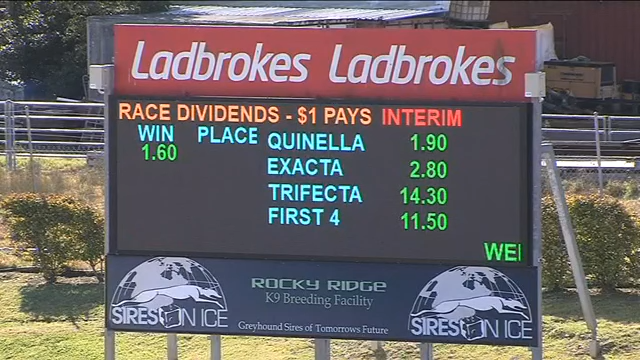 Ladbrokes Ladbrokes
RACE DIVIDENDS - $1 PAYS INTERIM
WIN PLACE QUINELLA 1.90
1.60
EXACTA 2.80
TRIFECTA 14.30
FIRST 4 11.50
WEI
SIRES ON ICE
ROCKY RIDGE
K9 Breeding Facility
Greyhound Sires of Tomorrows Future
SIRES ON ICE